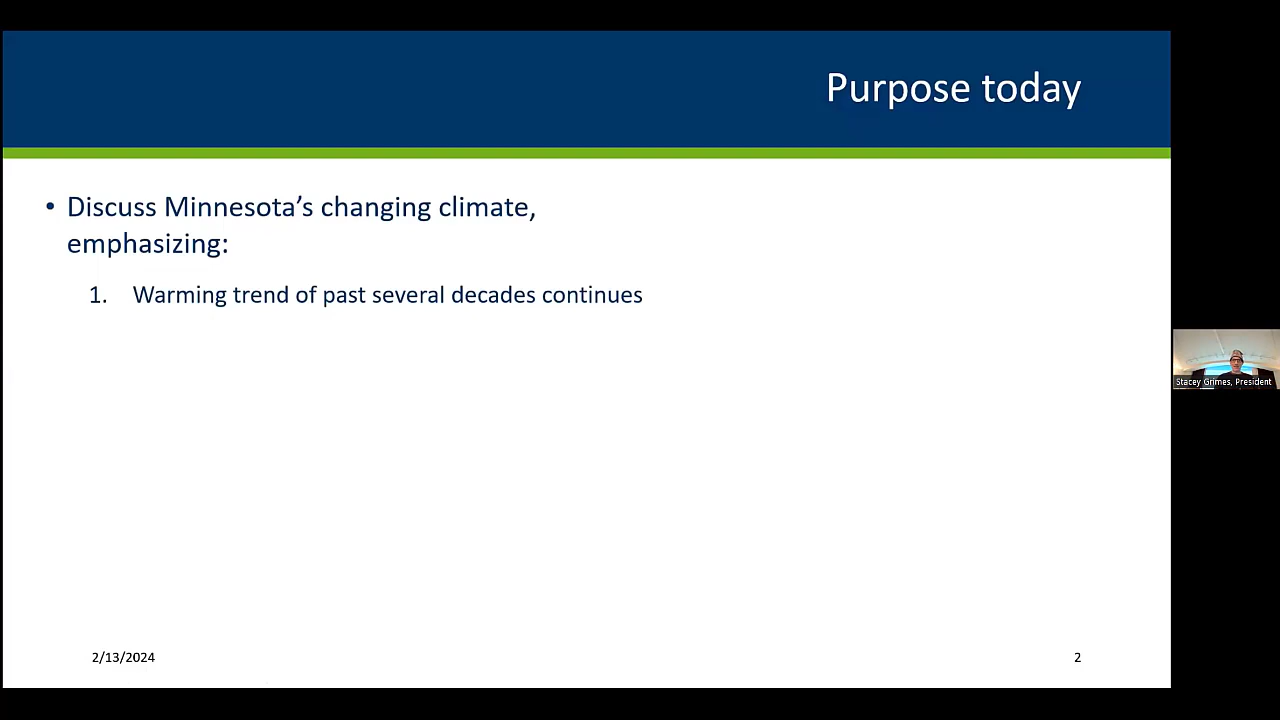 Purpose today
• Discuss Minnesota’s changing climate,
emphasizing:
1. Warming trend of past several decades continues
Stacey Grimes, President
2/13/2024
2